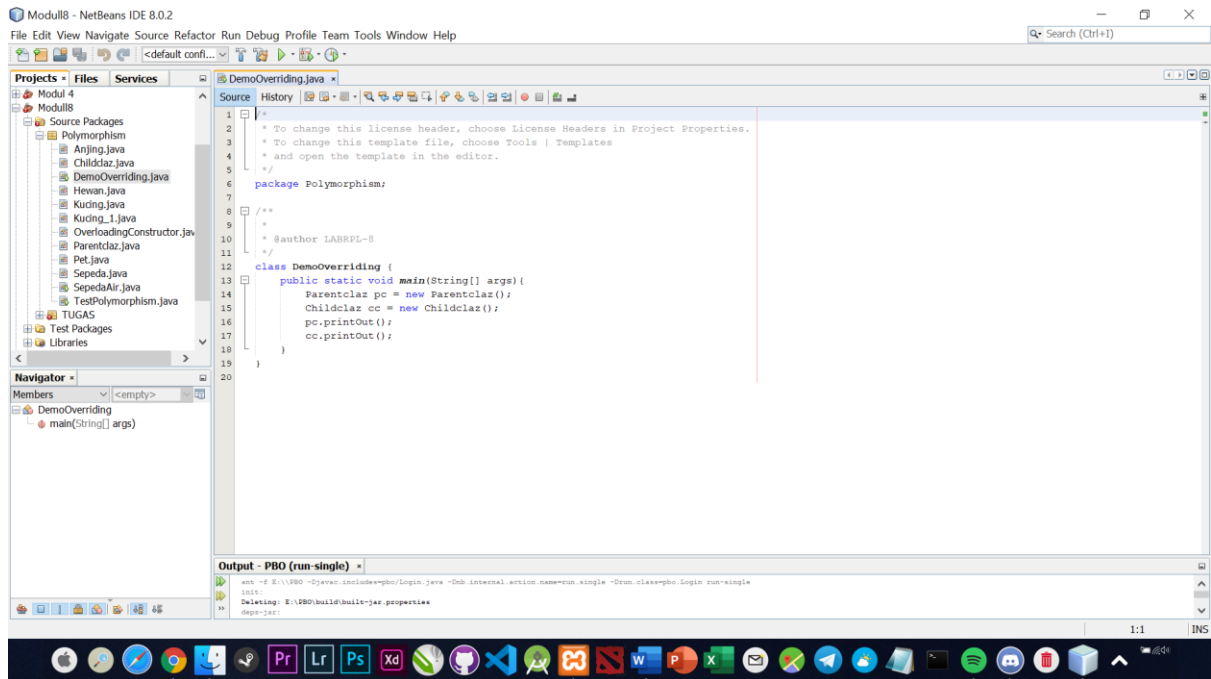 Modull8 - NetBeans IDE 8.0.2
File Edit View Navigate Source Refactor Run Debug Profile Team Tools Window Help
Search (Ctrl+I)
<default confi...
Projects Files Services
Modul 4
Modull8
Source Packages
Polymorphism
Anjing.java
Childclaz.java
DemoOverriding.java
Hewan.java
Kucing.java
Kucing_1.java
OverloadingConstructor.jav
Parentclaz.java
Pet.java
Sepeda.java
SepedaAir.java
TestPolymorphism.java
TUGAS
Test Packages
Libraries
Navigator
Members <empty>
DemoOverriding
main(String[] args)
DemoOverriding.java
Source History
1 /*
2 * To change this license header, choose License Headers in Project Properties.
3 * To change this template file, choose Tools | Templates
4 * and open the template in the editor.
5 */
6 package Polymorphism;
7
8 /**
9 *
10 * @author LABRPL-8
11 */
12 class DemoOverriding {
13 public static void main(String[] args){
14 Parentclaz pc = new Parentclaz();
15 Childclaz cc = new Childclaz();
16 pc.printOut();
17 cc.printOut();
18 }
19 }
20
Output - PBO (run-single)
ant -f E:\\PBO -Djavac.includes=pbo/Login.java -Dnb.internal.action.name=run.single -Drun.class=pbo.Login run-single
init:
Deleting: E:\PBO\build\built-jar.properties
deps-jar:
1:1 INS
Pr Lr Ps Xd W P X